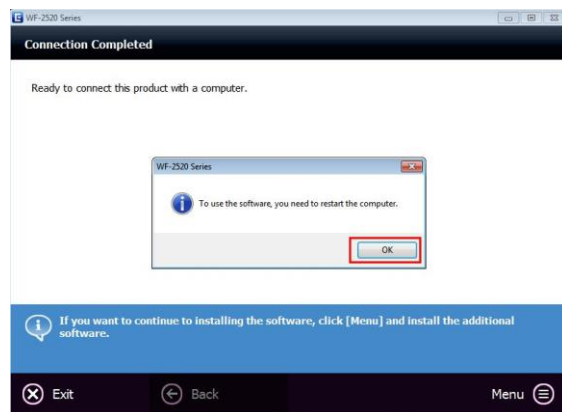 WF-2520 Series
Connection Completed
Ready to connect this product with a computer.
WF-2520 Series
To use the software, you need to restart the computer.
OK
If you want to continue to installing the software, click [Menu] and install the additional
software.
Exit
Back
Menu